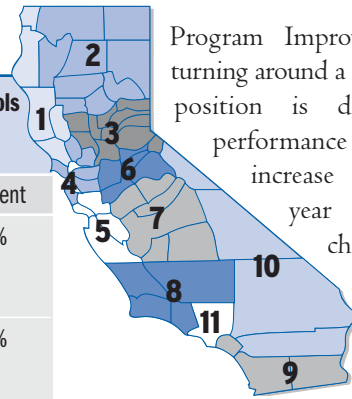 Program Improv
turning around a
position is d
performance
increase
year
ch
ols
ent
%
%
1
2
3
4
5
6
7
8
9
10
11